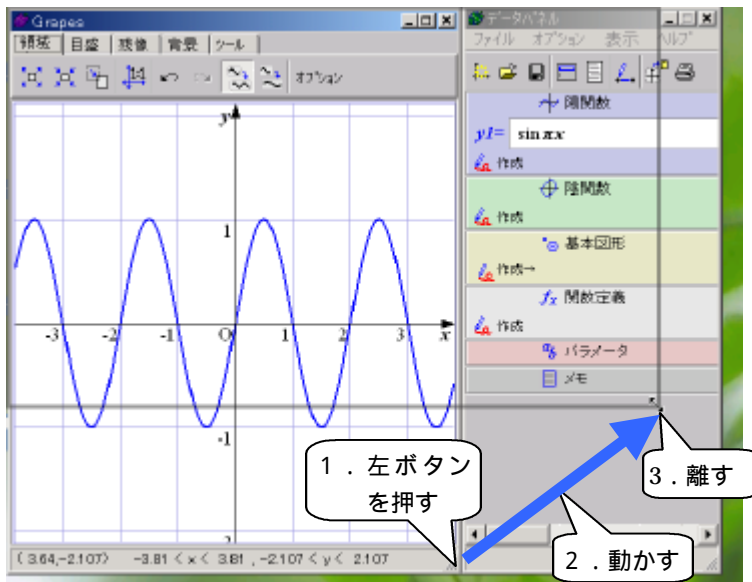 Grapes
領域 目盛 残像 背景 ツール
オプション
y
1
-3 -2 -1 O 1 2 3 x
-1
2
(3.64,-2.107) -3.81 < x < 3.81 , -2.107 < y < 2.107
データパネル
ファイル オプション 表示 ヘルプ
陽関数
y1= sin πx
作成
陰関数
作成
基本図形
作成→
関数定義
作成
パラメータ
メモ
1．左ボタン
を押す
2．動かす
3．離す